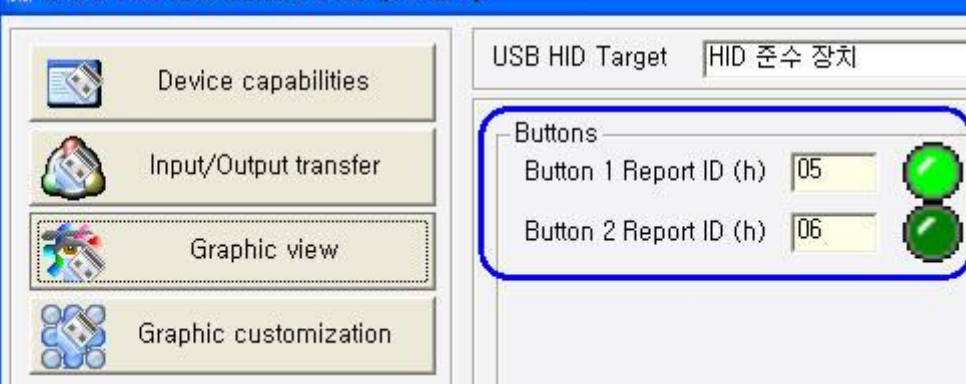 Device capabilities
Input/Output transfer
Graphic view
Graphic customization
USB HID Target HID 준수 장치
Buttons
Button 1 Report ID (h) 05
Button 2 Report ID (h) 06